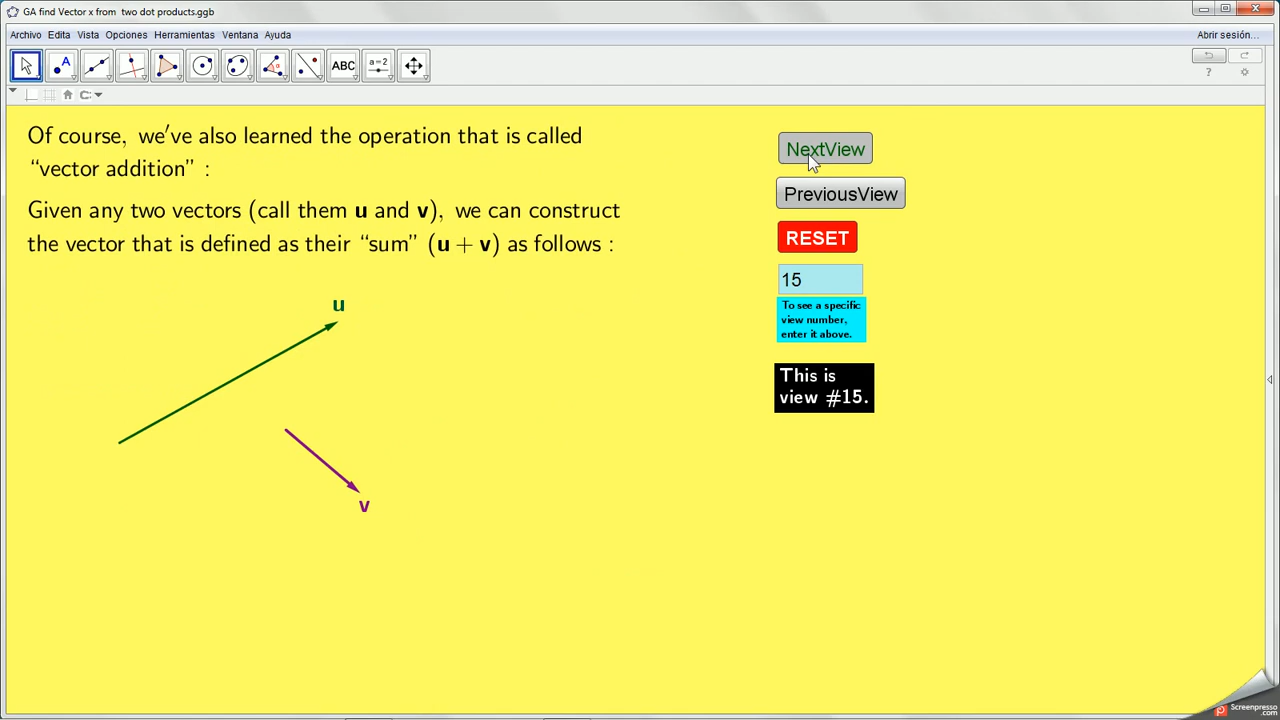 GA find Vector x from two dot products.ggb
Archivo Edita Vista Opciones Herramientas Ventana Ayuda Abrir sesión...
ABC a=2
Of course, we've also learned the operation that is called
“vector addition” :
Given any two vectors (call them u and v), we can construct
the vector that is defined as their “sum” (u + v) as follows :
u
v
NextView
PreviousView
RESET
15
To see a specific
view number,
enter it above.
This is
view #15.
Screenpresso
.com